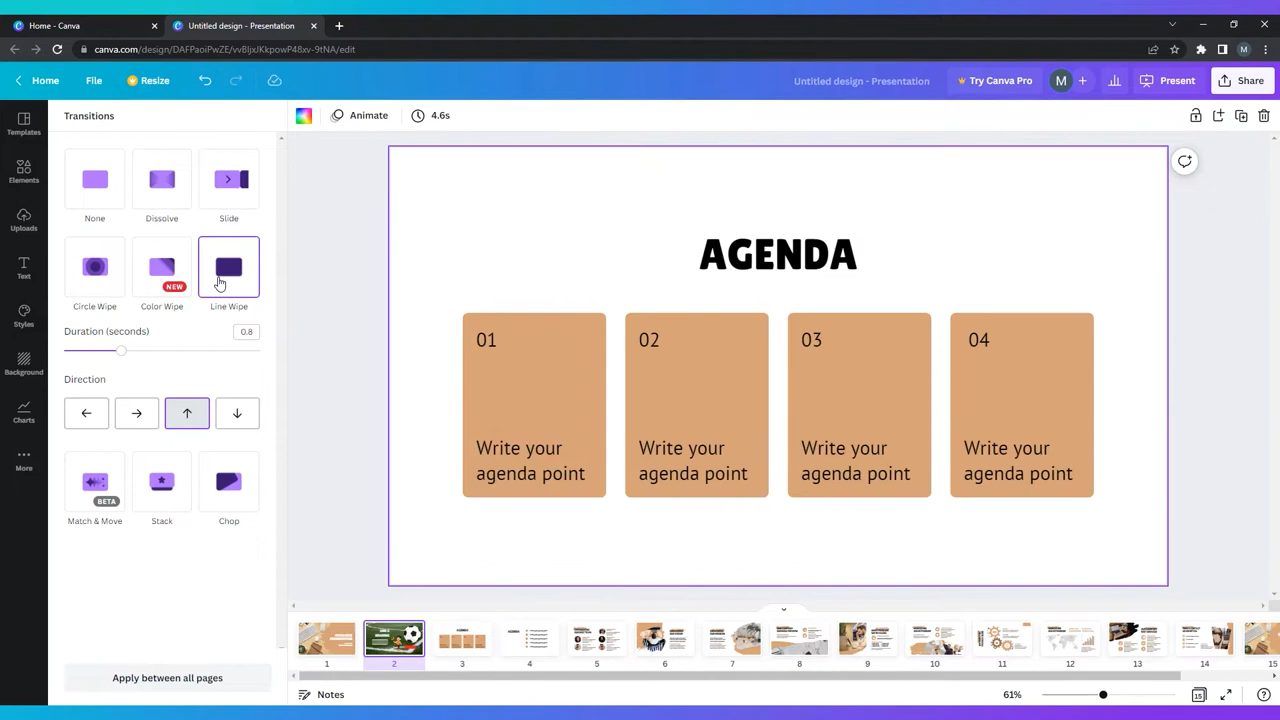 Home - Canva
Untitled design - Presentation
canva.com/design/DAFPaoiPwZE/vvBljxJKkpowP48xv-9tNA/edit
M
Home
File
Resize
Untitled design - Presentation
Try Canva Pro
M
Present
Share
Templates
Elements
Uploads
Text
Styles
Background
Charts
More
Transitions
None
Dissolve
Slide
NEW
Circle Wipe
Color Wipe
Line Wipe
Duration (seconds)
0.8
Direction
BETA
Match & Move
Stack
Chop
Apply between all pages
Animate
4.6s
AGENDA
01
Write your
agenda point
02
Write your
agenda point
03
Write your
agenda point
04
Write your
agenda point
1
2
3
4
5
6
7
8
9
10
11
12
13
14
15
Notes
61%
15